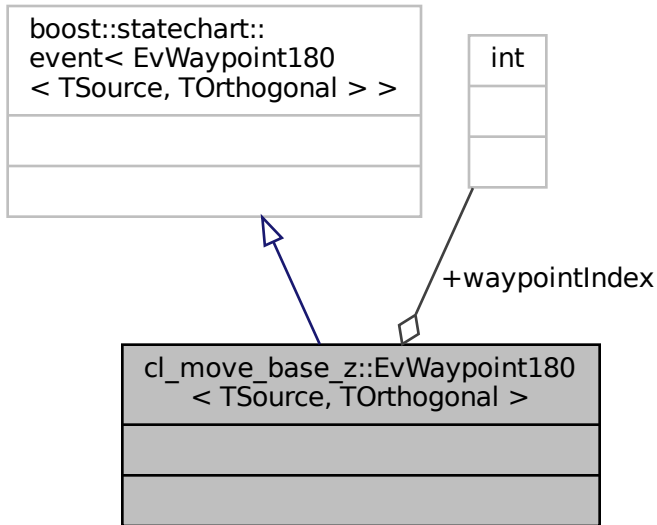 boost::statechart::
event< EvWaypoint180
< TSource, TOrthogonal > >
int
+waypointIndex
cl_move_base_z::EvWaypoint180
< TSource, TOrthogonal >